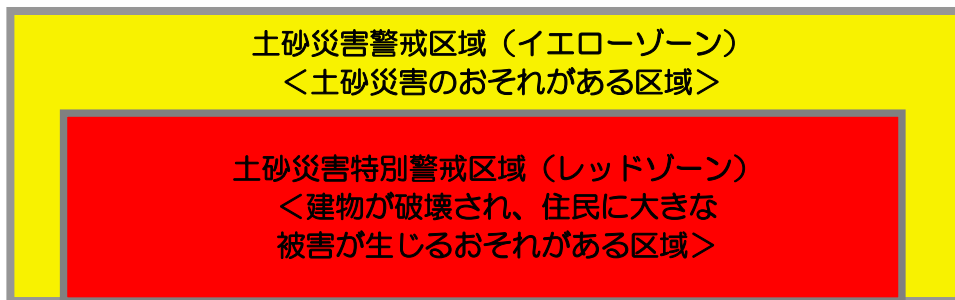 土砂災害警戒区域（イエローゾーン）
＜土砂災害のおそれがある区域＞
土砂災害特別警戒区域（レッドゾーン）
＜建物が破壊され、住民に大きな
被害が生じるおそれがある区域＞